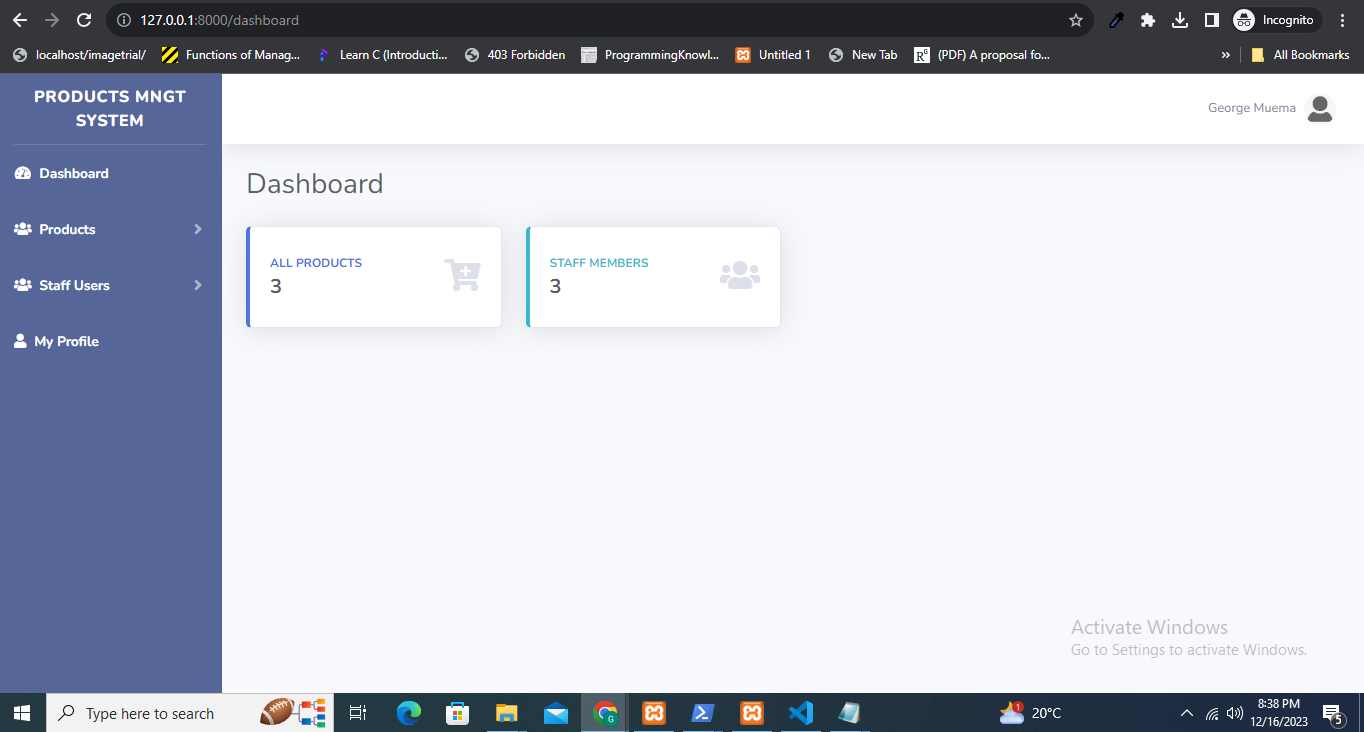 127.0.0.1:8000/dashboard
Incognito
localhost/imagetrial/
Functions of Manag...
Learn C (Introducti...
403 Forbidden
ProgrammingKnowl...
Untitled 1
New Tab
R G
(PDF) A proposal fo...
»
All Bookmarks
PRODUCTS MNGT
SYSTEM
George Muema
Dashboard
Products
Staff Users
My Profile
Dashboard
ALL PRODUCTS
3
STAFF MEMBERS
3
Activate Windows
Go to Settings to activate Windows.
Type here to search
G
1
20°C
8:38 PM
12/16/2023
5